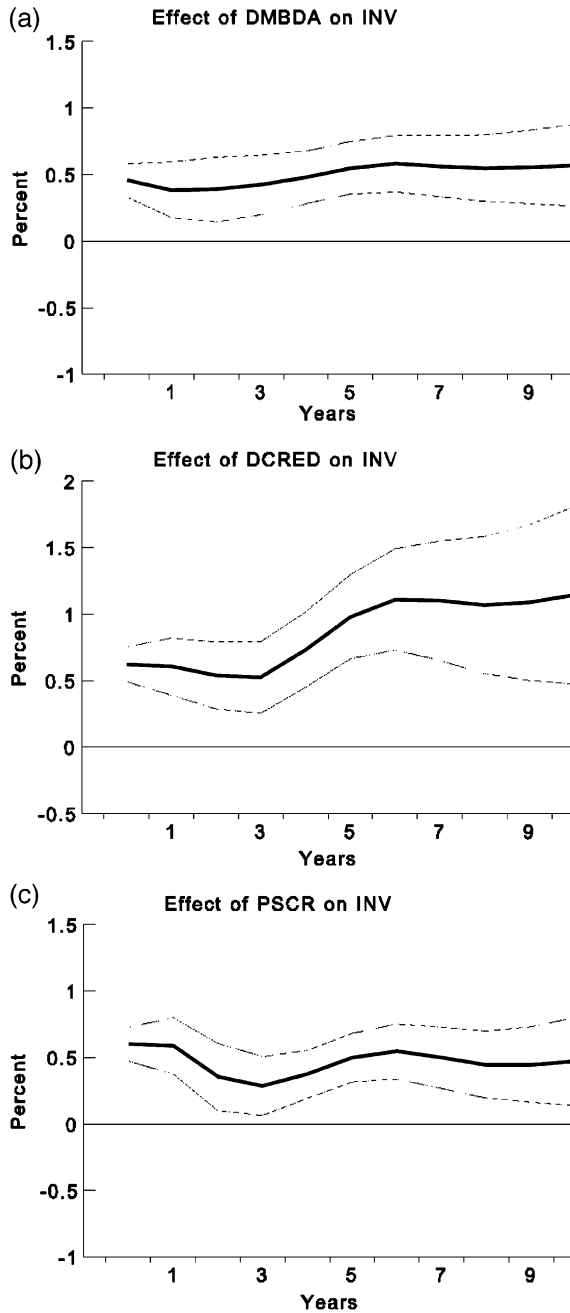 (a)
Effect of DMBDA on INV
1.5
1
0.5
0
-0.5
-1
Percent
1 3 5 7 9
Years
(b)
Effect of DCRED on INV
2
1.5
1
0.5
0
-0.5
Percent
1 3 5 7 9
Years
(c)
Effect of PSCR on INV
1.5
1
0.5
0
-0.5
-1
Percent
1 3 5 7 9
Years